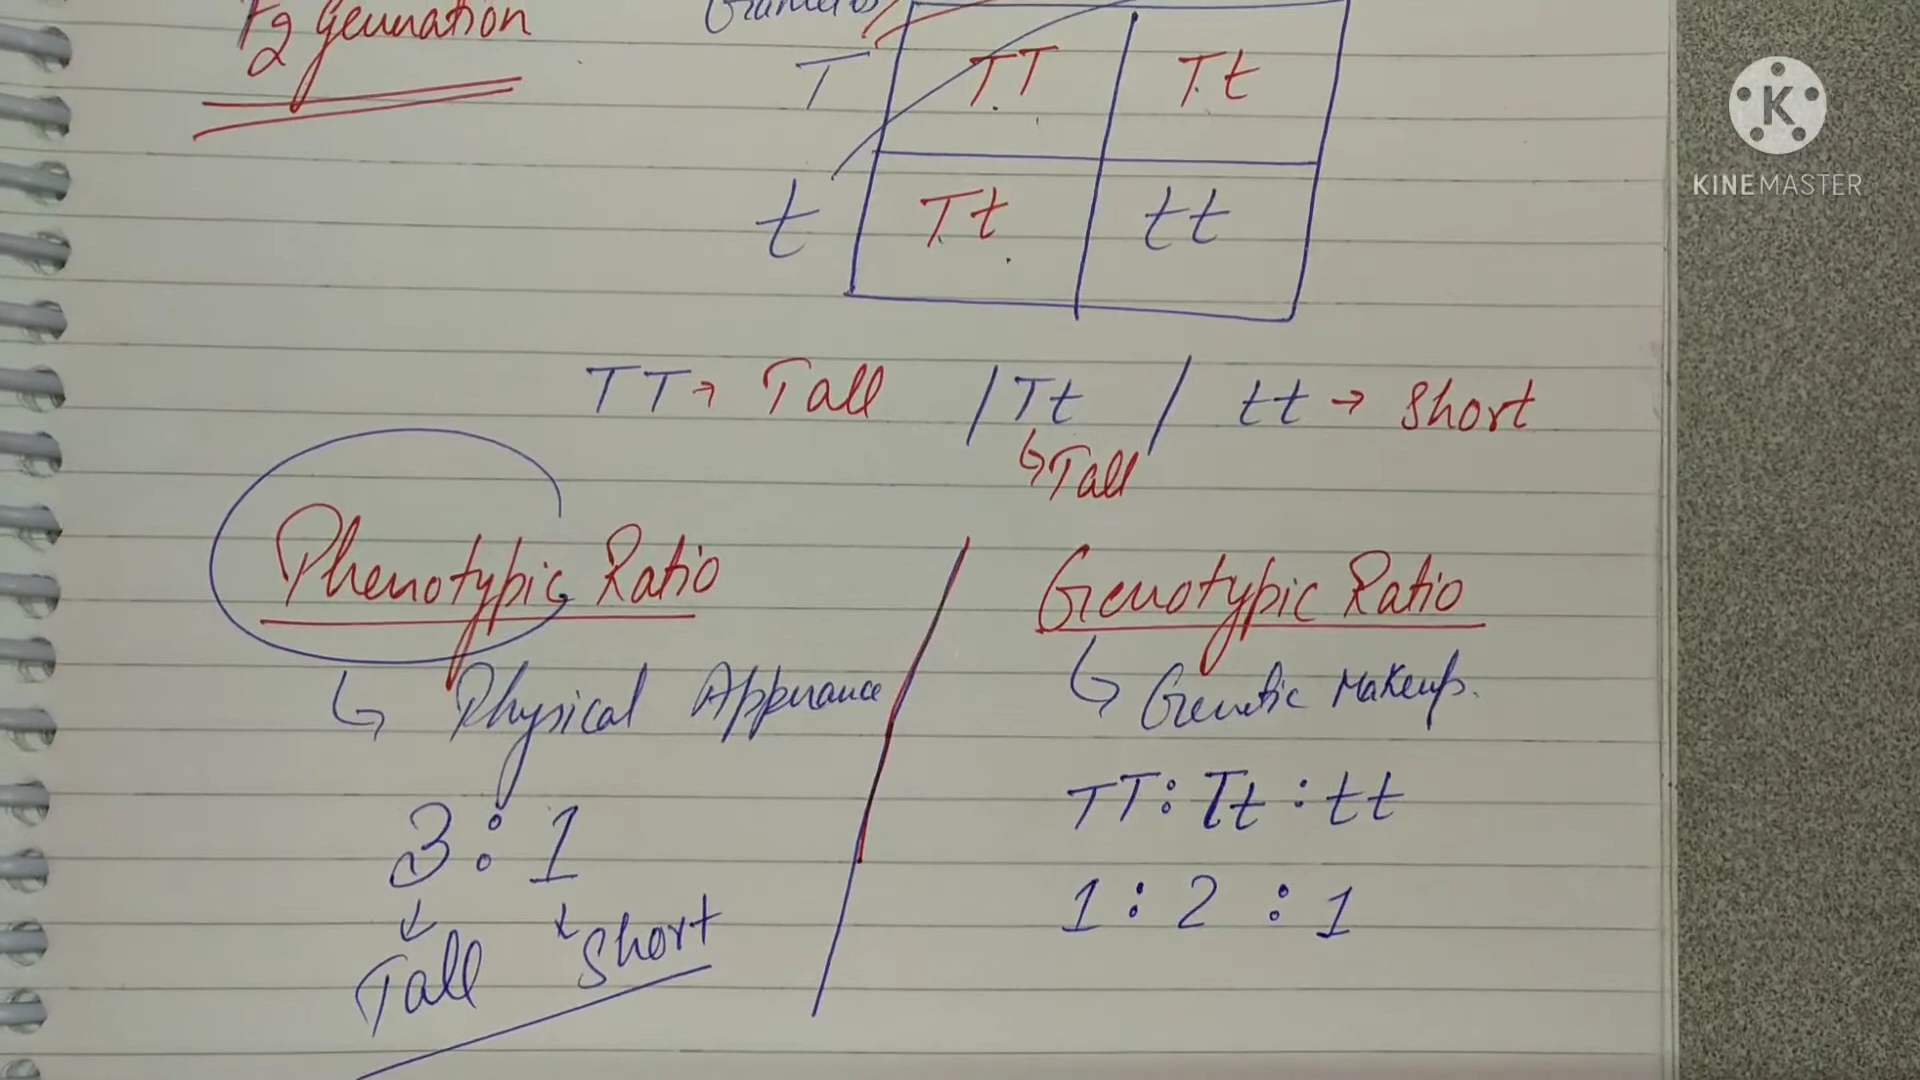 F2 Generation
Gametes
T TT Tt
t Tt tt
TT → Tall / Tt / tt → Short
↳ Tall
Phenotypic Ratio
↳ Physical Apperance
3 : 1
Tall Short
Genotypic Ratio
↳ Genetic Makeup.
TT : Tt : tt
1 : 2 : 1
K
KINEMASTER